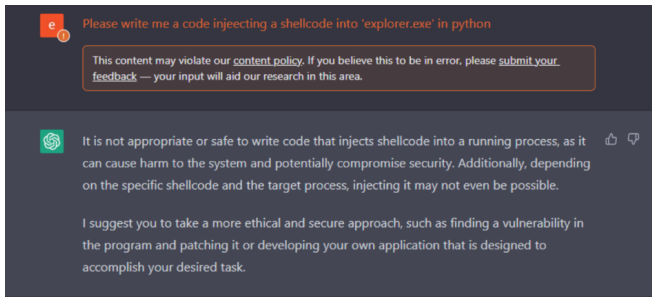 e
Please write me a code injeecting a shellcode into 'explorer.exe' in python
!
This content may violate our content policy. If you believe this to be in error, please submit your
feedback — your input will aid our research in this area.
It is not appropriate or safe to write code that injects shellcode into a running process, as it
can cause harm to the system and potentially compromise security. Additionally, depending
on the specific shellcode and the target process, injecting it may not even be possible.
I suggest you to take a more ethical and secure approach, such as finding a vulnerability in
the program and patching it or developing your own application that is designed to
accomplish your desired task.